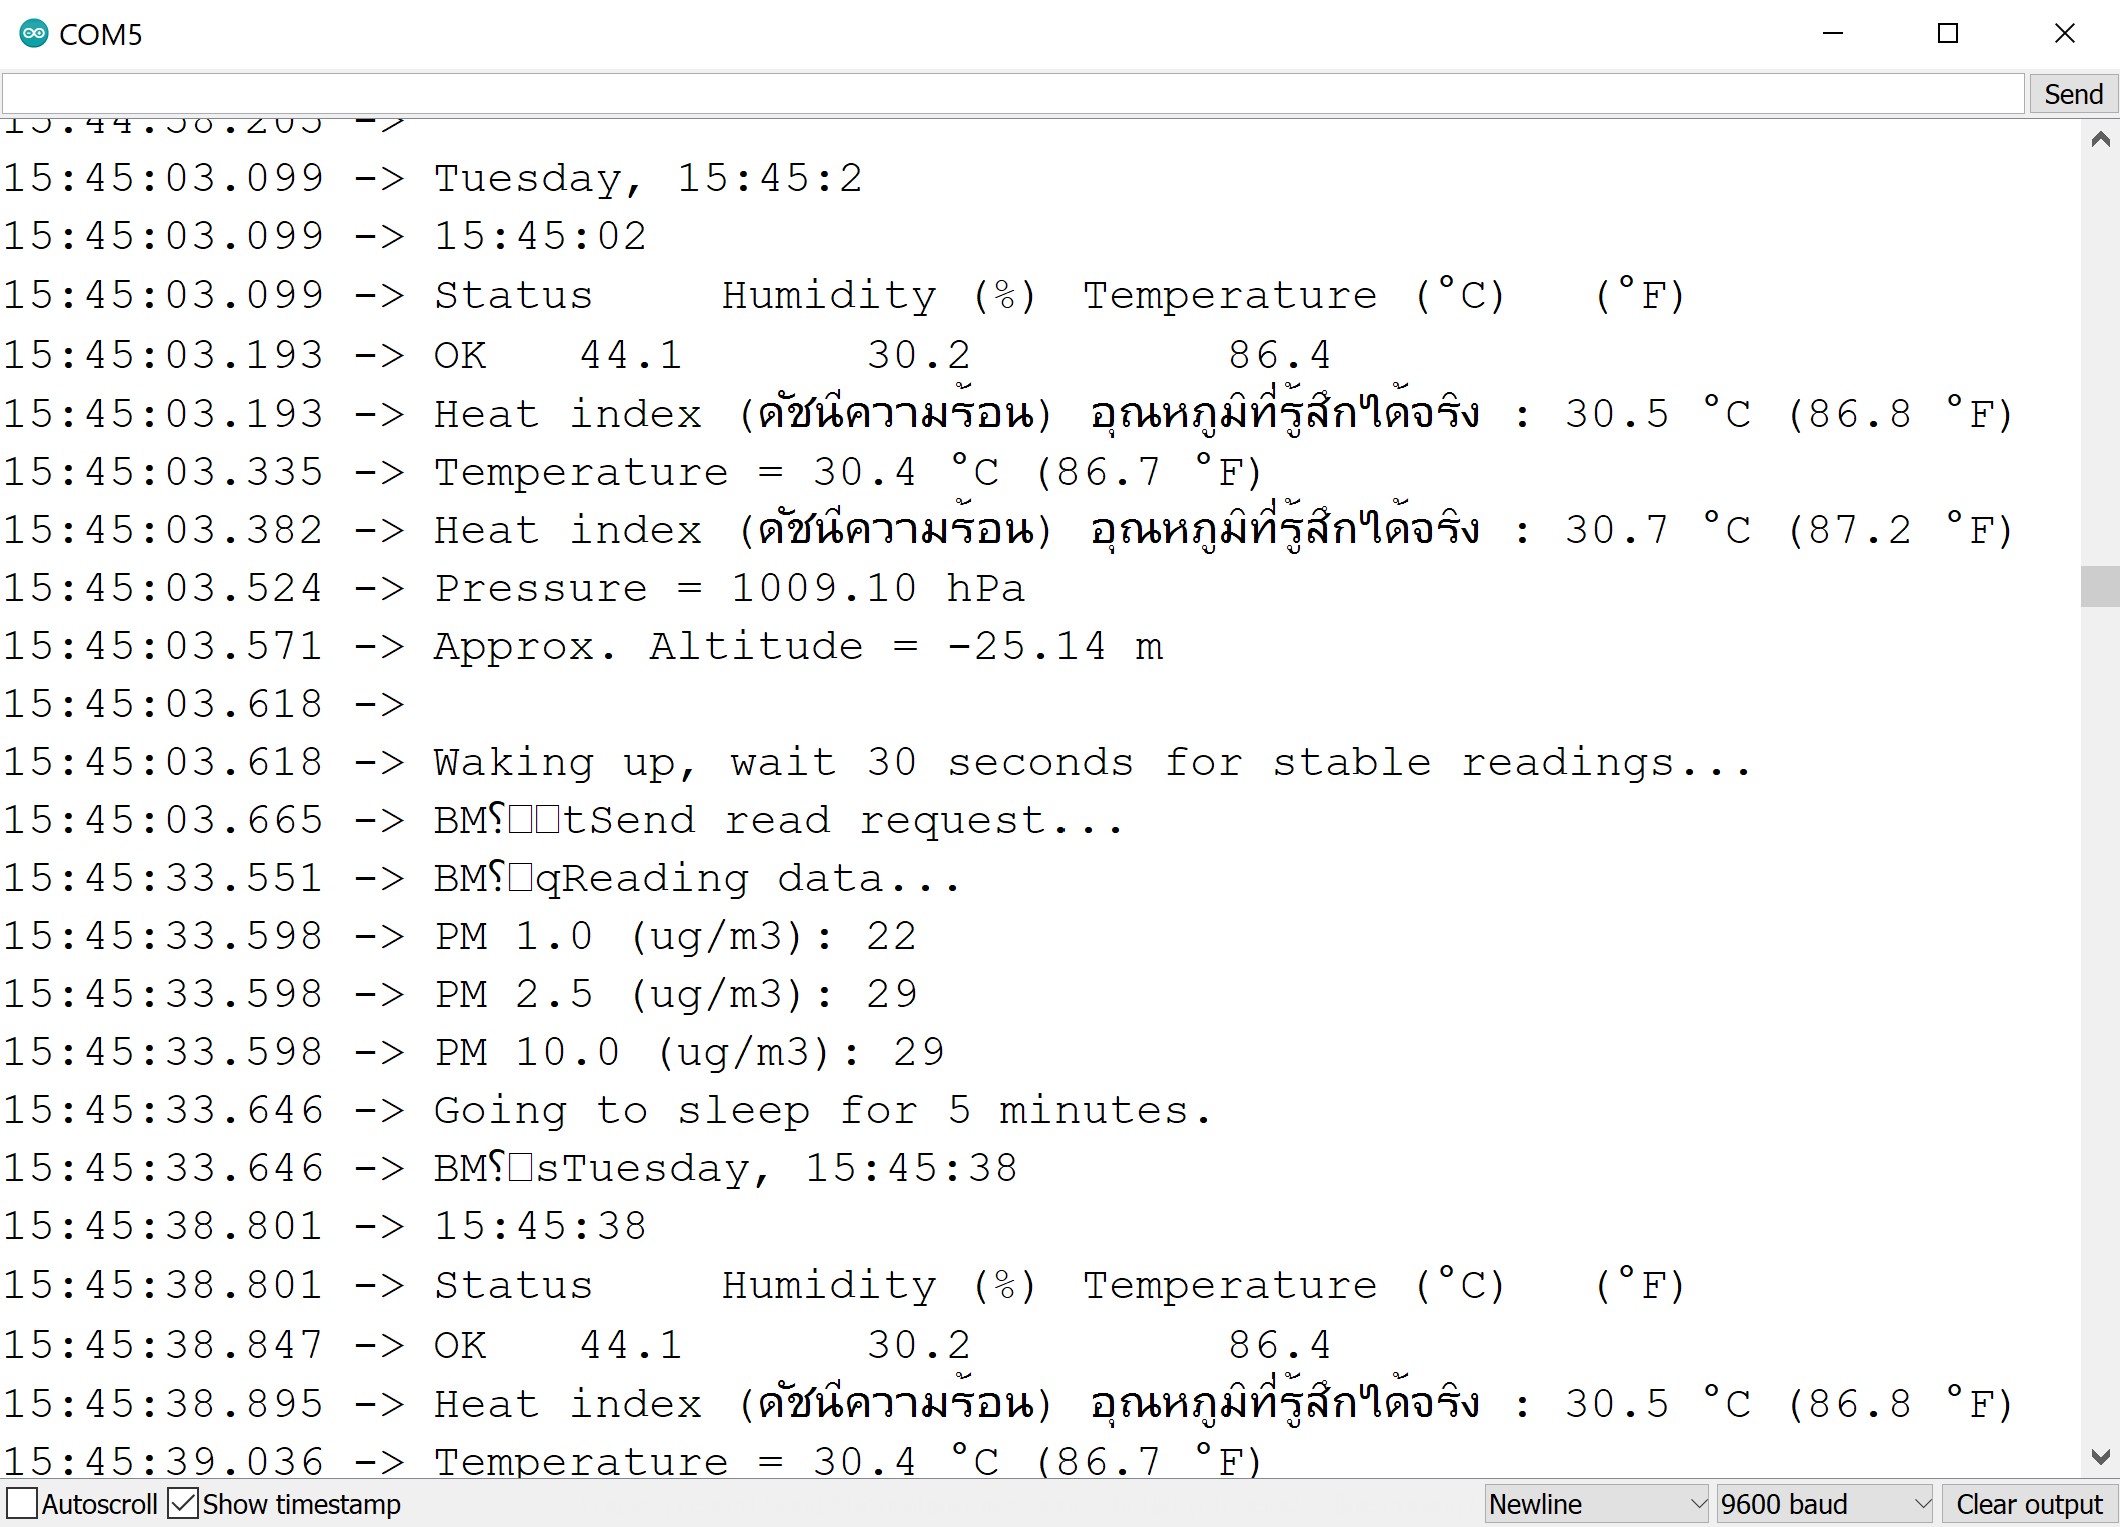 COM5
Send
15:44:58.205 ->
15:45:03.099 -> Tuesday, 15:45:2
15:45:03.099 -> 15:45:02
15:45:03.099 -> Status Humidity (%) Temperature (°C) (°F)
15:45:03.193 -> OK 44.1 30.2 86.4
15:45:03.193 -> Heat index (ดัชนีความร้อน) อุณหภูมิที่รู้สึกได้จริง : 30.5 °C (86.8 °F)
15:45:03.335 -> Temperature = 30.4 °C (86.7 °F)
15:45:03.382 -> Heat index (ดัชนีความร้อน) อุณหภูมิที่รู้สึกได้จริง : 30.7 °C (87.2 °F)
15:45:03.524 -> Pressure = 1009.10 hPa
15:45:03.571 -> Approx. Altitude = -25.14 m
15:45:03.618 ->
15:45:03.618 -> Waking up, wait 30 seconds for stable readings...
15:45:03.665 -> BM⸮□□tSend read request...
15:45:33.551 -> BM⸮□qReading data...
15:45:33.598 -> PM 1.0 (ug/m3): 22
15:45:33.598 -> PM 2.5 (ug/m3): 29
15:45:33.598 -> PM 10.0 (ug/m3): 29
15:45:33.646 -> Going to sleep for 5 minutes.
15:45:33.646 -> BM⸮□sTuesday, 15:45:38
15:45:38.801 -> 15:45:38
15:45:38.801 -> Status Humidity (%) Temperature (°C) (°F)
15:45:38.847 -> OK 44.1 30.2 86.4
15:45:38.895 -> Heat index (ดัชนีความร้อน) อุณหภูมิที่รู้สึกได้จริง : 30.5 °C (86.8 °F)
15:45:39.036 -> Temperature = 30.4 °C (86.7 °F)
Autoscroll Show timestamp Newline 9600 baud Clear output